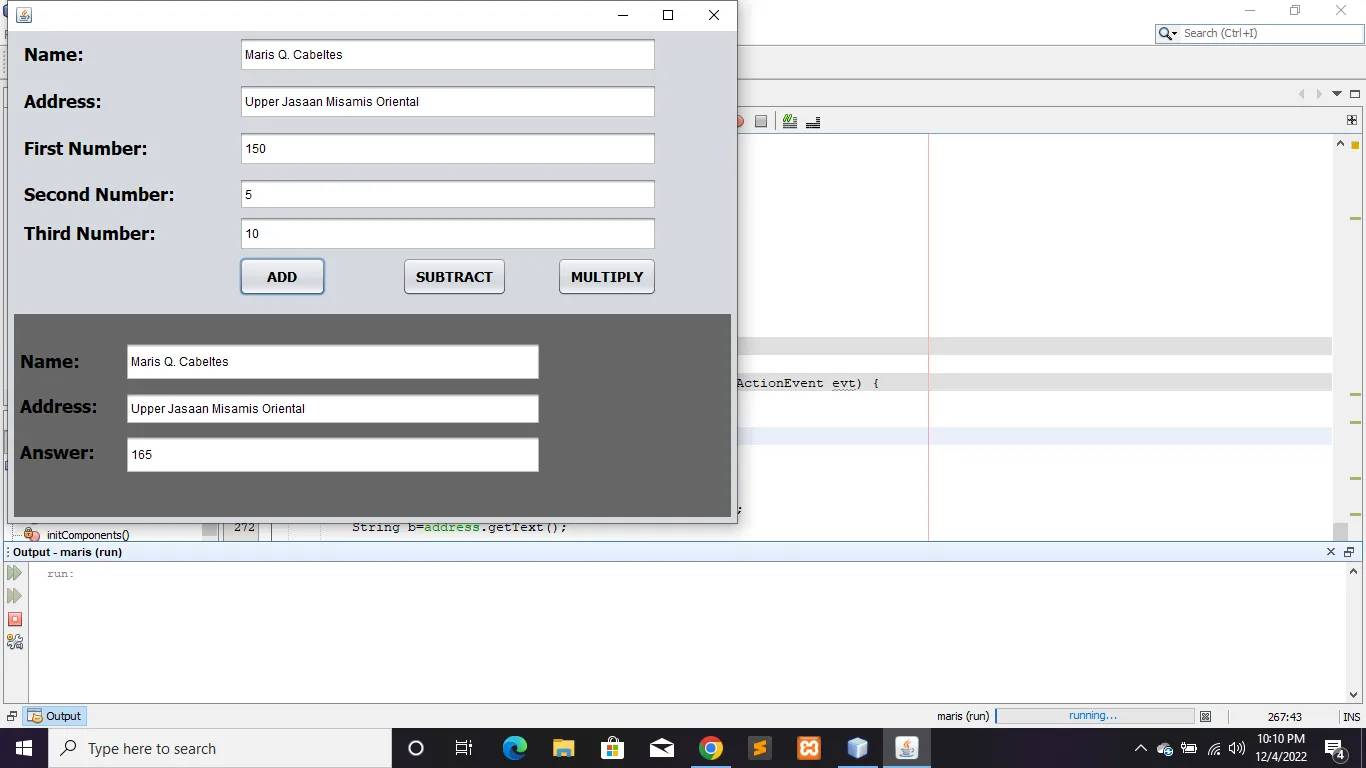 Search (Ctrl+I)
Name:
Maris Q. Cabeltes
Address:
Upper Jasaan Misamis Oriental
First Number:
150
Second Number:
5
Third Number:
10
ADD
SUBTRACT
MULTIPLY
Name:
Maris Q. Cabeltes
Address:
Upper Jasaan Misamis Oriental
Answer:
165
ActionEvent evt) {
;
initComponents()
272
String b=address.getText();
Output - maris (run)
run:
Output
maris (run)
running...
267:43
INS
Type here to search
10:10 PM
12/4/2022
4